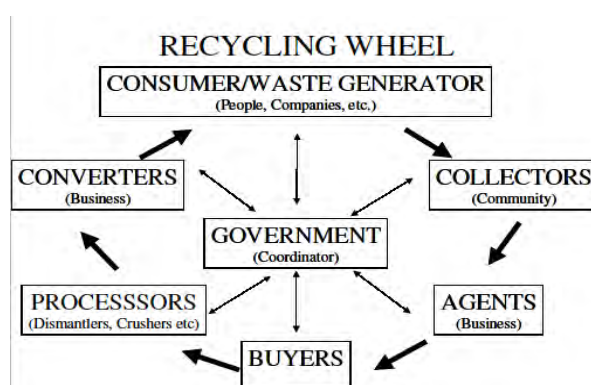 RECYCLING WHEEL
CONSUMER/WASTE GENERATOR
(People, Companies, etc.)
CONVERTERS
(Business)
COLLECTORS
(Community)
GOVERNMENT
(Coordinator)
PROCESSSORS
(Dismantlers, Crushers etc)
AGENTS
(Business)
BUYERS